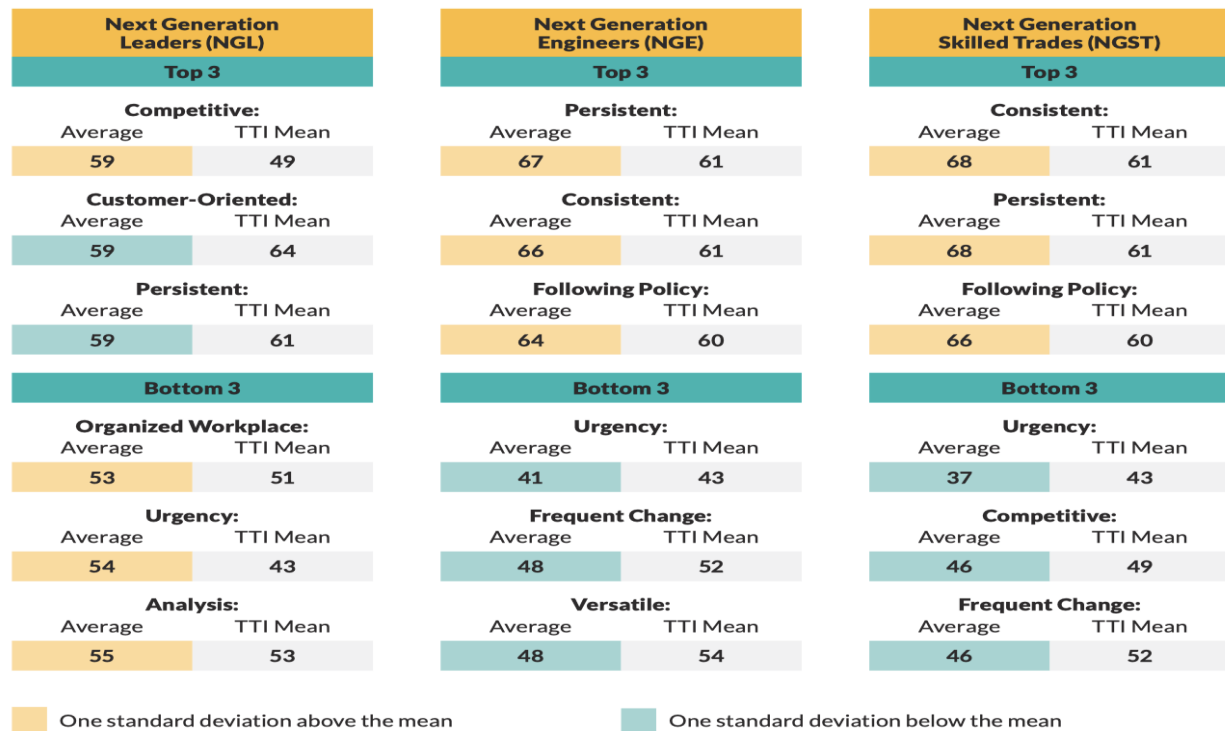 Next Generation
Leaders (NGL)
Top 3
Competitive:
Average TTI Mean
59 49
Customer-Oriented:
Average TTI Mean
59 64
Persistent:
Average TTI Mean
59 61
Bottom 3
Organized Workplace:
Average TTI Mean
53 51
Urgency:
Average TTI Mean
54 43
Analysis:
Average TTI Mean
55 53
Next Generation
Engineers (NGE)
Top 3
Persistent:
Average TTI Mean
67 61
Consistent:
Average TTI Mean
66 61
Following Policy:
Average TTI Mean
64 60
Bottom 3
Urgency:
Average TTI Mean
41 43
Frequent Change:
Average TTI Mean
48 52
Versatile:
Average TTI Mean
48 54
Next Generation
Skilled Trades (NGST)
Top 3
Consistent:
Average TTI Mean
68 61
Persistent:
Average TTI Mean
68 61
Following Policy:
Average TTI Mean
66 60
Bottom 3
Urgency:
Average TTI Mean
37 43
Competitive:
Average TTI Mean
46 49
Frequent Change:
Average TTI Mean
46 52
One standard deviation above the mean
One standard deviation below the mean